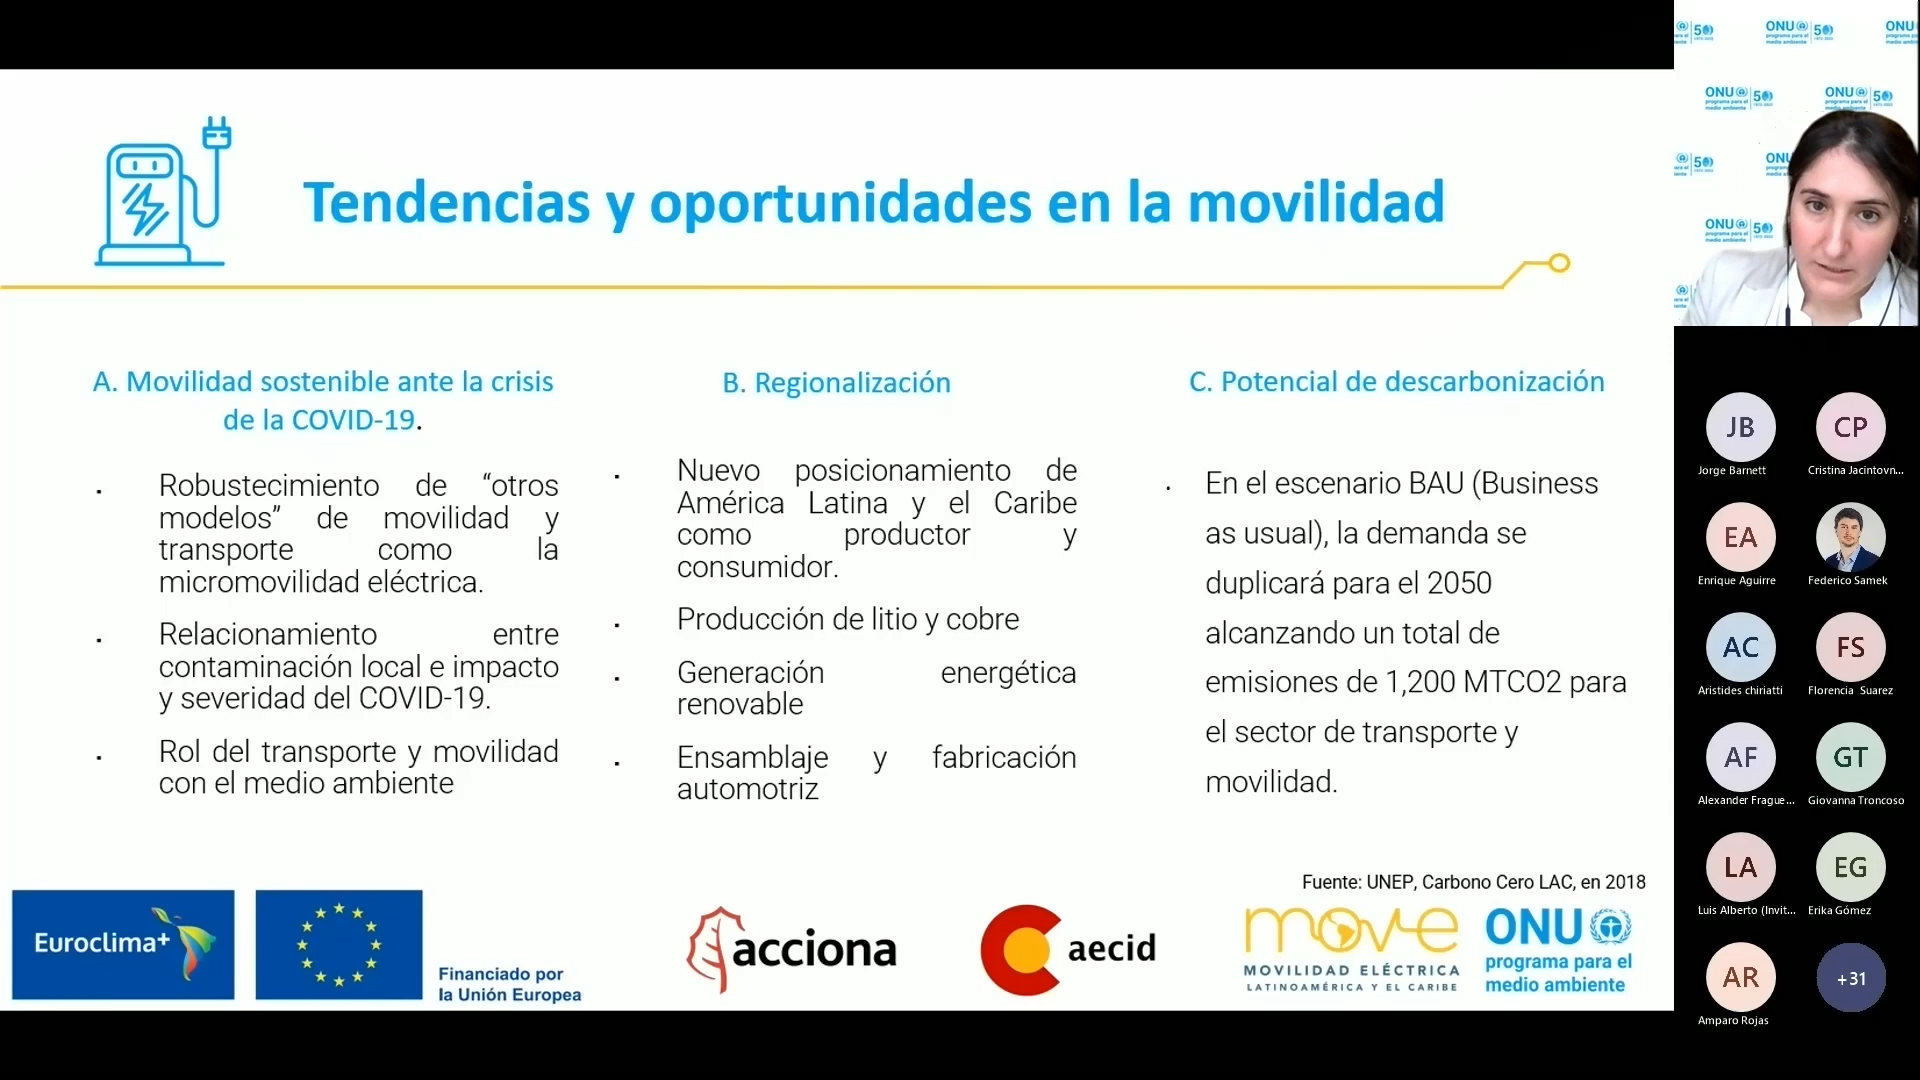 Tendencias y oportunidades en la movilidad
A. Movilidad sostenible ante la crisis
de la COVID-19.
Robustecimiento de “otros
modelos” de movilidad y
transporte como la
micromovilidad eléctrica.
Relacionamiento entre
contaminación local e impacto
y severidad del COVID-19.
Rol del transporte y movilidad
con el medio ambiente
B. Regionalización
Nuevo posicionamiento de
América Latina y el Caribe
como productor y
consumidor.
Producción de litio y cobre
Generación energética
renovable
Ensamblaje y fabricación
automotriz
C. Potencial de descarbonización
En el escenario BAU (Business
as usual), la demanda se
duplicará para el 2050
alcanzando un total de
emisiones de 1,200 MTCO2 para
el sector de transporte y
movilidad.
Fuente: UNEP, Carbono Cero LAC, en 2018
Euroclima+
Financiado por
la Unión Europea
acciona
aecid
move
MOVILIDAD ELÉCTRICA
LATINOAMÉRICA Y EL CARIBE
ONU
programa para el
medio ambiente
ONU 50
programa para el
medio ambiente
JB
Jorge Barnett
CP
Cristina Jacintovn...
EA
Enrique Aguirre
Federico Samek
AC
Aristides chiriatti
FS
Florencia Suarez
AF
Alexander Frague...
GT
Giovanna Troncoso
LA
Luis Alberto (Invit...
EG
Erika Gómez
AR
Amparo Rojas
+31